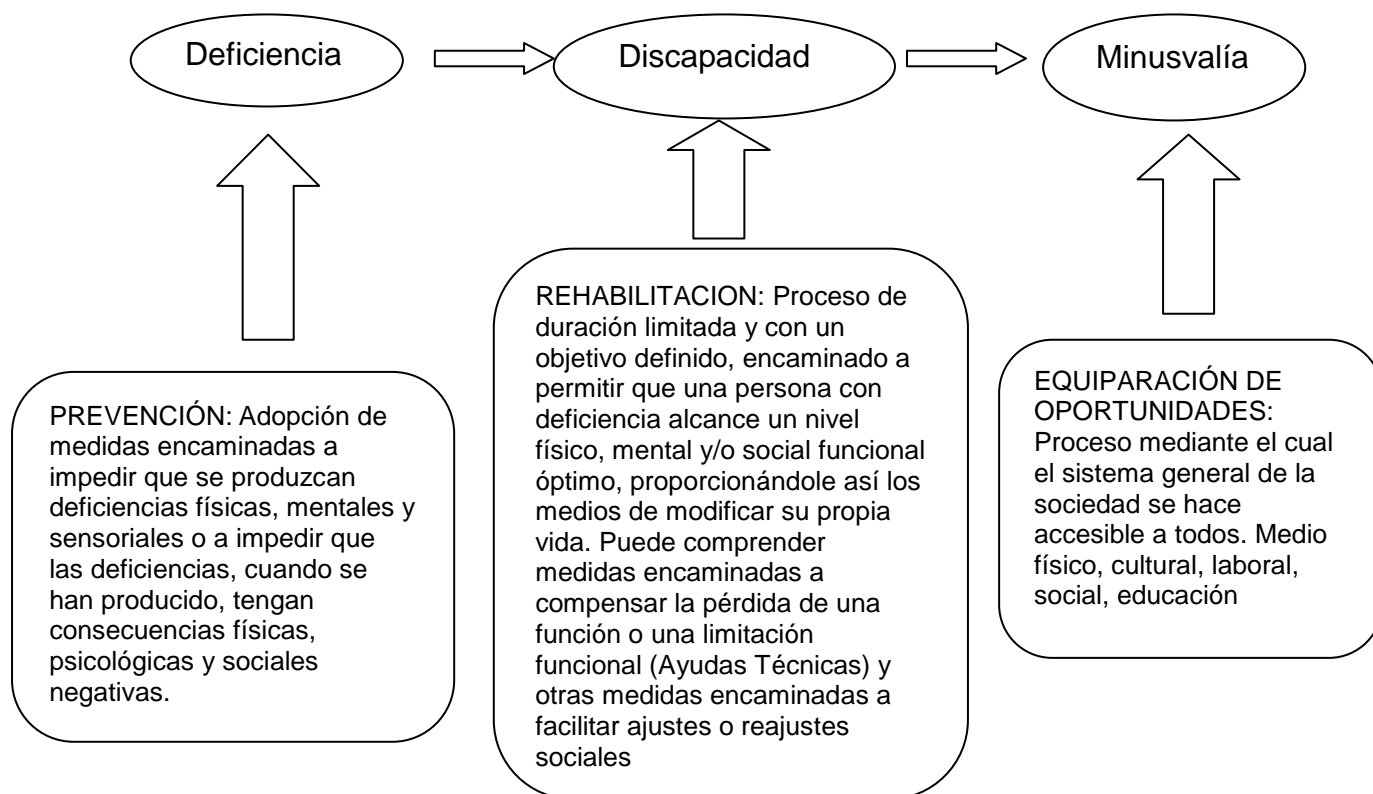 Deficiencia
Discapacidad
Minusvalía
PREVENCIÓN: Adopción de
medidas encaminadas a
impedir que se produzcan
deficiencias físicas, mentales y
sensoriales o a impedir que
las deficiencias, cuando se
han producido, tengan
consecuencias físicas,
psicológicas y sociales
negativas.
REHABILITACION: Proceso de
duración limitada y con un
objetivo definido, encaminado a
permitir que una persona con
deficiencia alcance un nivel
físico, mental y/o social funcional
óptimo, proporcionándole así los
medios de modificar su propia
vida. Puede comprender
medidas encaminadas a
compensar la pérdida de una
función o una limitación
funcional (Ayudas Técnicas) y
otras medidas encaminadas a
facilitar ajustes o reajustes
sociales
EQUIPARACIÓN DE
OPORTUNIDADES:
Proceso mediante el cual
el sistema general de la
sociedad se hace
accesible a todos. Medio
físico, cultural, laboral,
social, educación